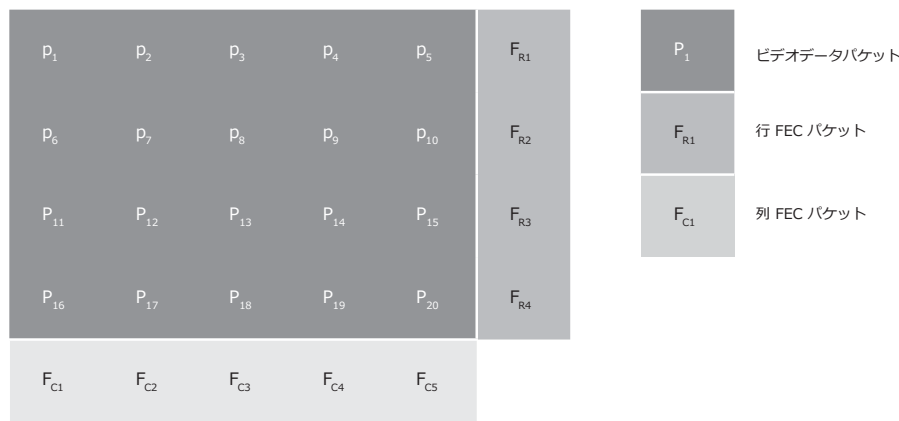 p1 p2 p3 p4 p5 FR1
p6 p7 p8 p9 p10 FR2
P11 P12 P13 P14 P15 FR3
P16 P17 P18 P19 P20 FR4
FC1 FC2 FC3 FC4 FC5
P1 ビデオデータパケット
FR1 行 FEC パケット
FC1 列 FEC パケット